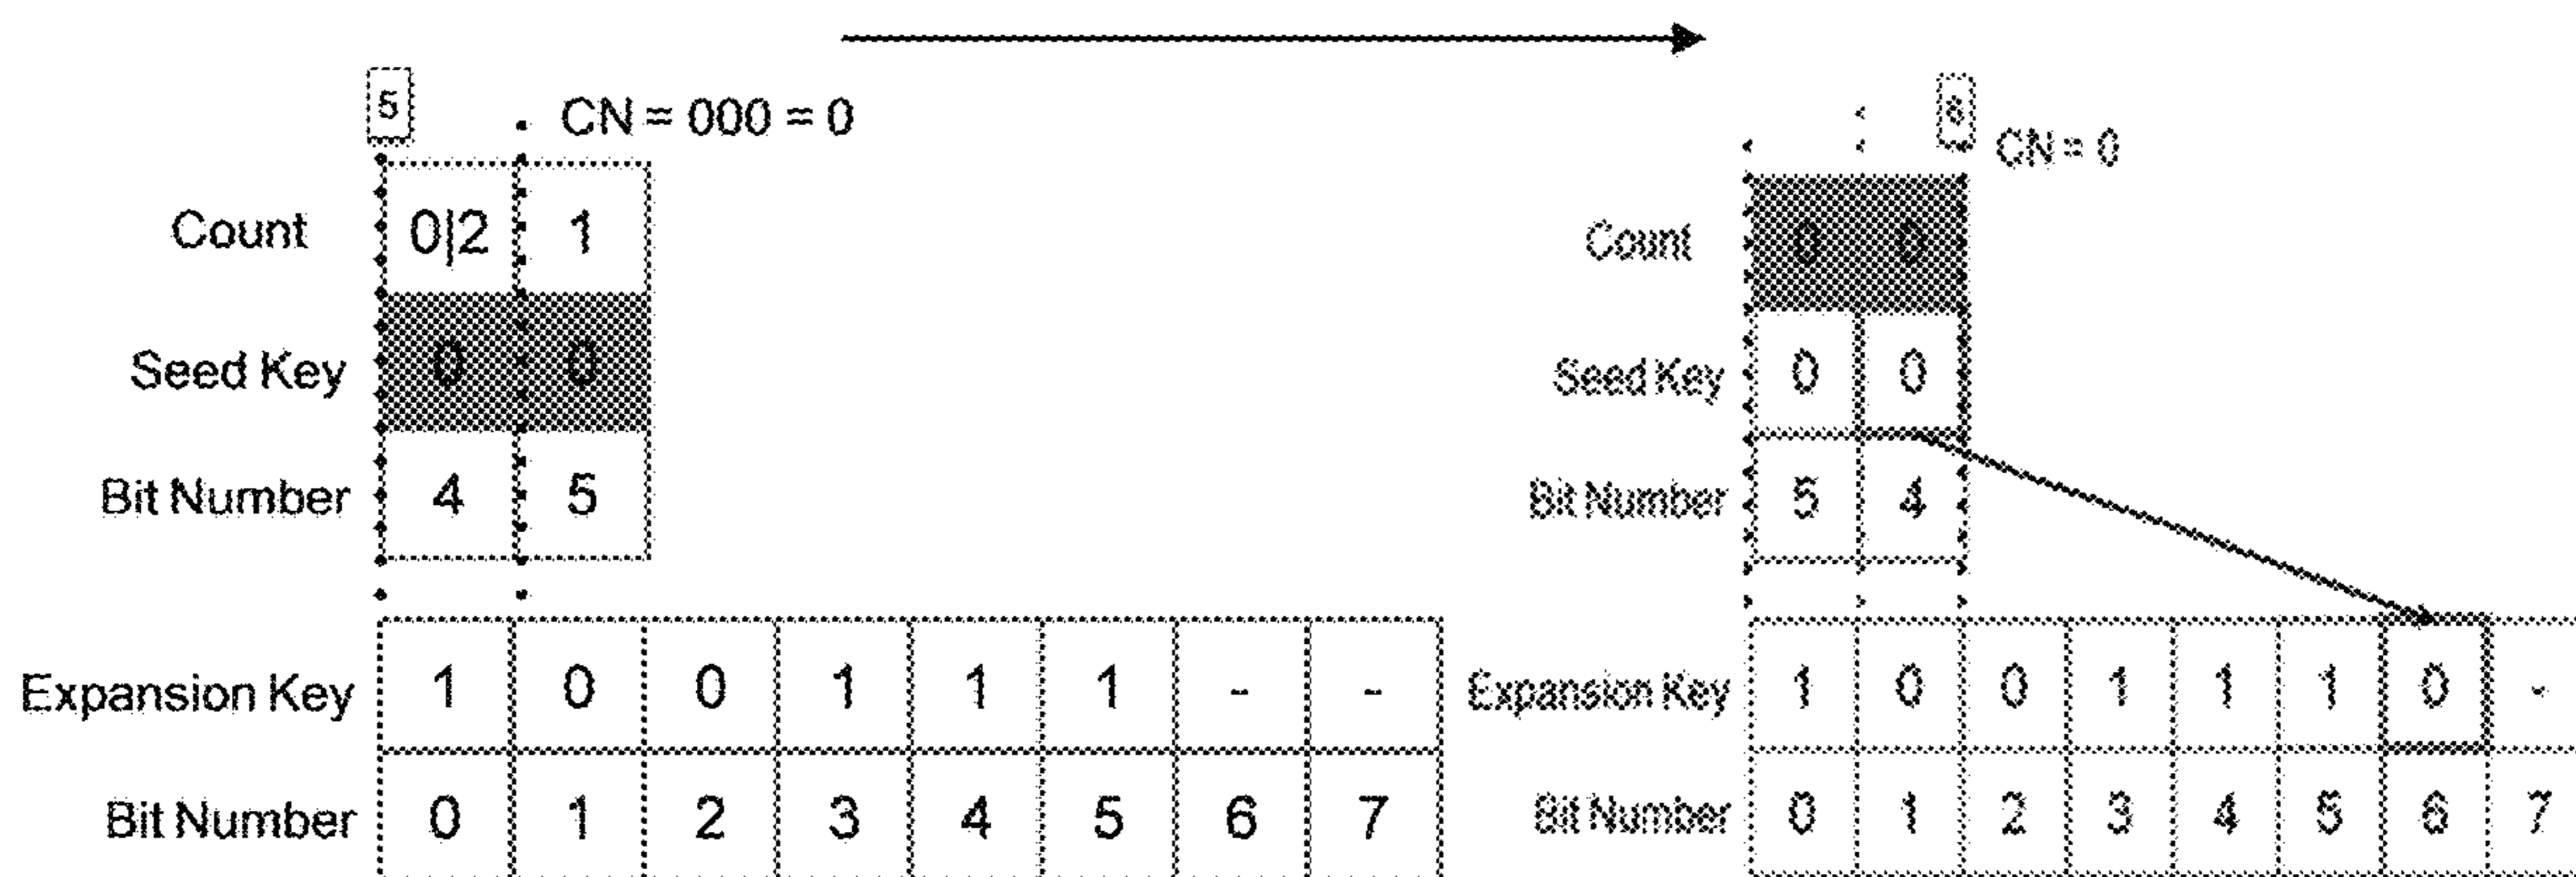 5 CN = 000 = 0
Count 0|2 1
Seed Key 0 0
Bit Number 4 5
Expansion Key 1 0 0 1 1 1 - -
Bit Number 0 1 2 3 4 5 6 7
6 CN = 0
Count 0 0
Seed Key 0 0
Bit Number 5 4
Expansion Key 1 0 0 1 1 1 0 -
Bit Number 0 1 2 3 4 5 6 7